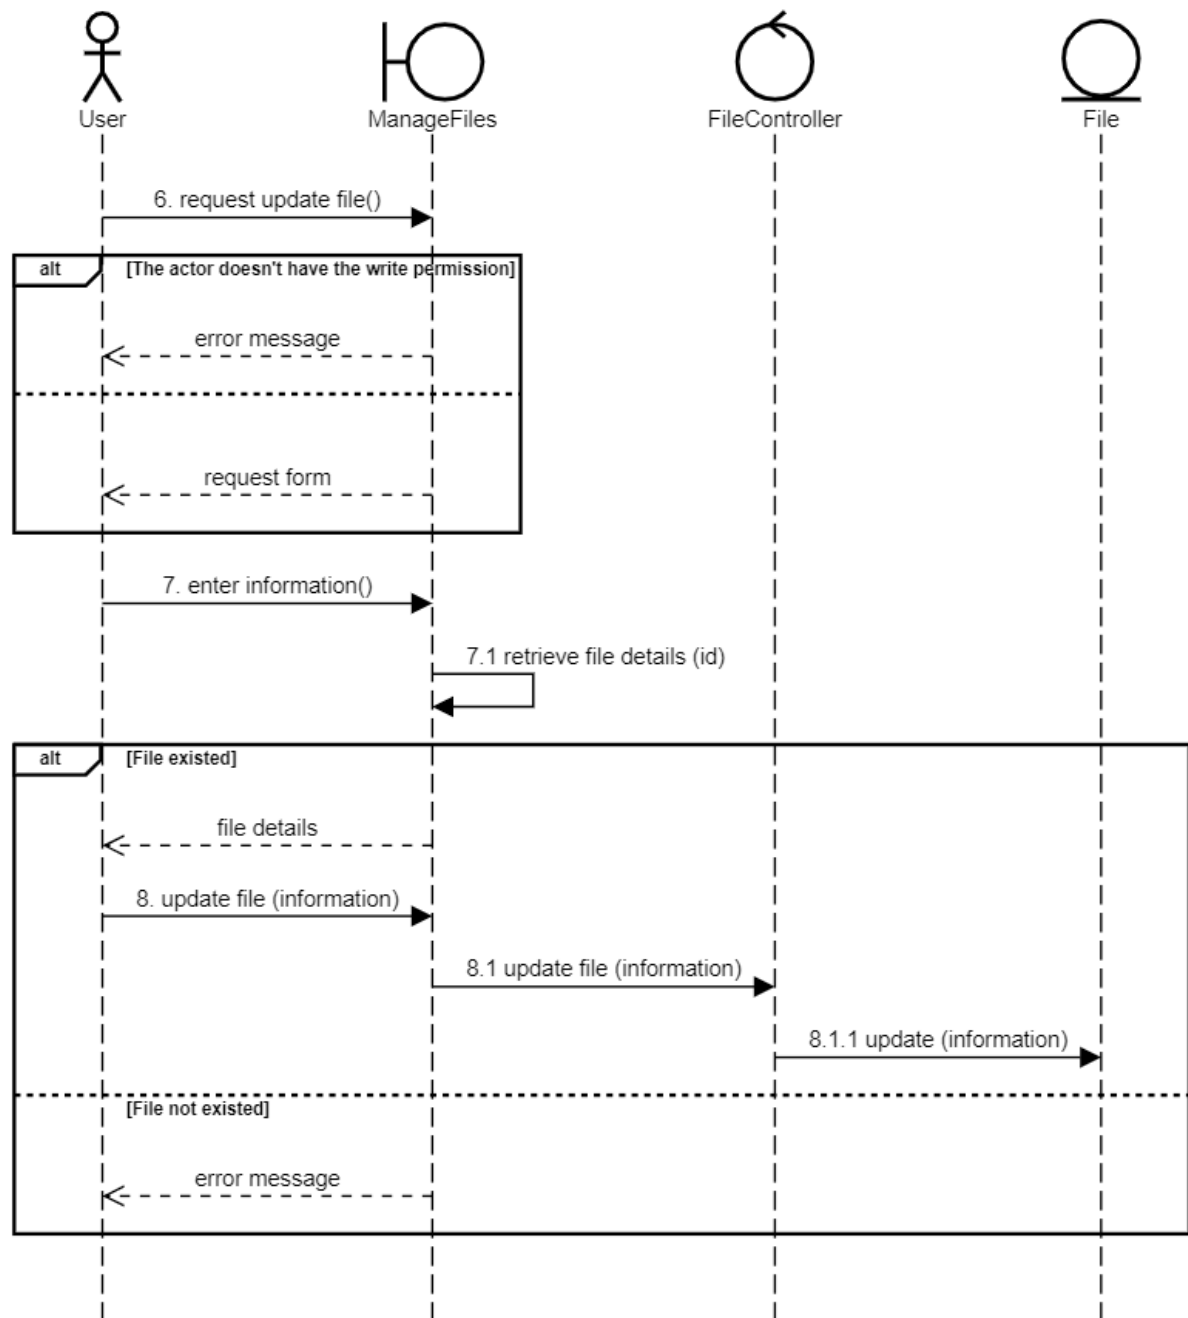 User
ManageFiles
FileController
File
6. request update file()
alt
[The actor doesn't have the write permission]
error message
request form
7. enter information()
7.1 retrieve file details (id)
alt
[File existed]
file details
8. update file (information)
8.1 update file (information)
8.1.1 update (information)
[File not existed]
error message